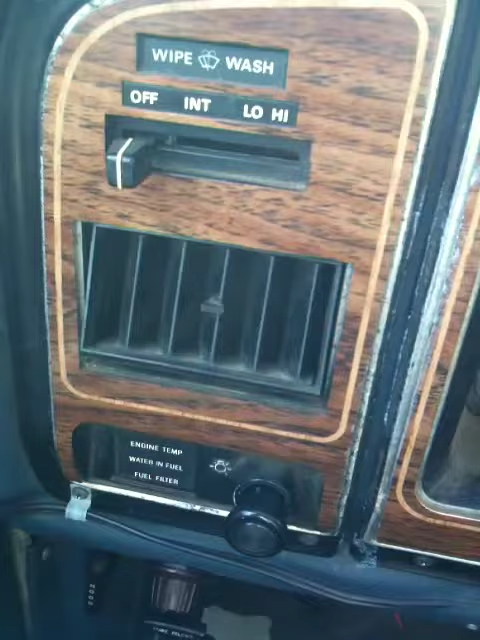 WIPE WASH
OFF INT LO HI
ENGINE TEMP
WATER IN FUEL
FUEL FILTER